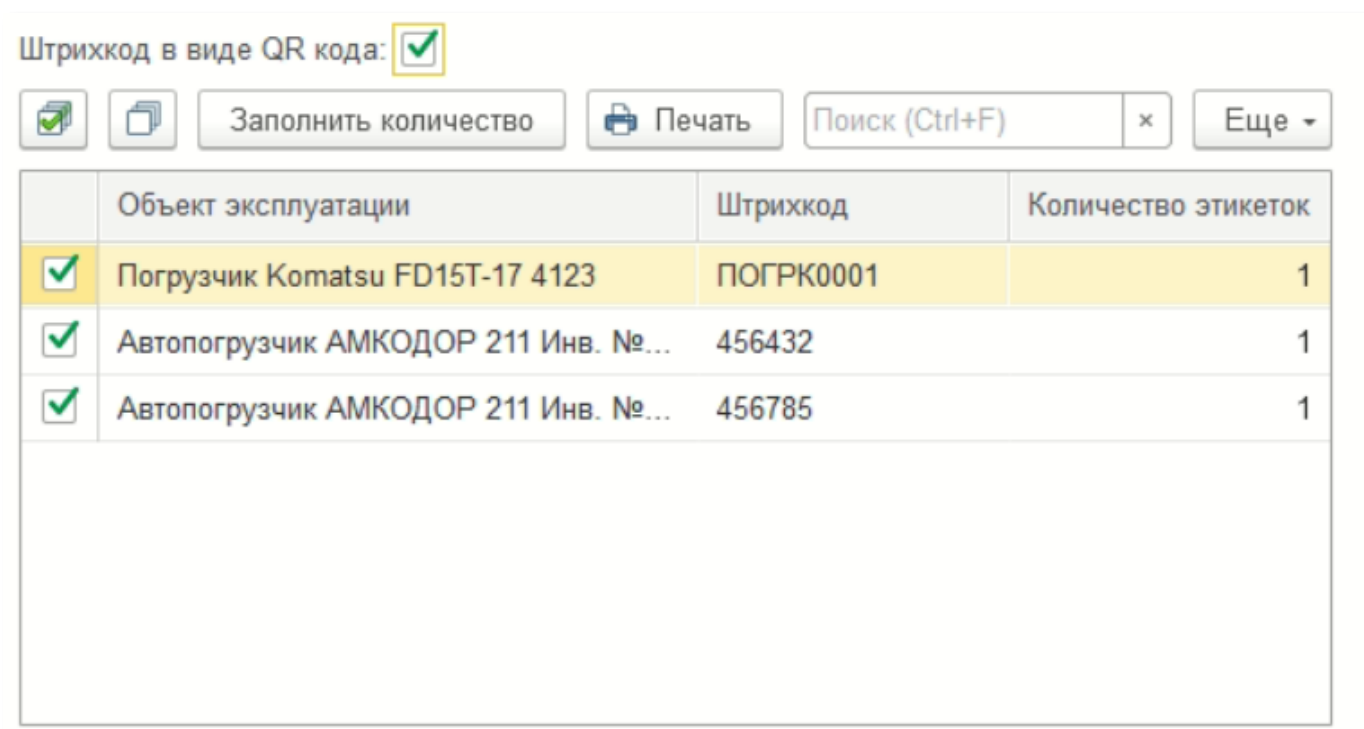 Штрихкод в виде QR кода:
Заполнить количество Печать Поиск (Ctrl+F) × Еще
Объект эксплуатации Штрихкод Количество этикеток
Погрузчик Komatsu FD15T-17 4123 ПОГРК0001 1
Автопогрузчик АМКОДОР 211 Инв. №... 456432 1
Автопогрузчик АМКОДОР 211 Инв. №... 456785 1